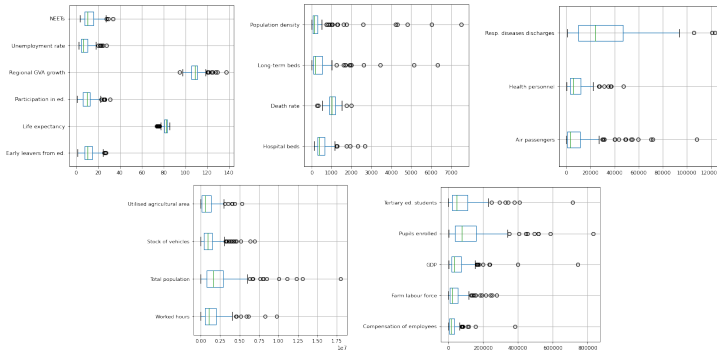 NEETs
Unemployment rate
Regional GVA growth
Participation in ed.
Life expectancy
Early leavers from ed.
0 20 40 60 80 100 120 140
Population density
Long term beds
Death rate
Hospital beds
0 1000 2000 3000 4000 5000 6000 7000
Resp. diseases discharges
Health personnel
Air passengers
0 20000 40000 60000 80000 100000 120000
Utilised agricultural area
Stock of vehicles
Total population
Worked hours
0.00 0.25 0.50 0.75 1.00 1.25 1.50 1.75
1e7
Tertiary ed. students
Pupils enrolled
GDP
Farm labour force
Compensation of employees
0 200000 400000 600000 800000